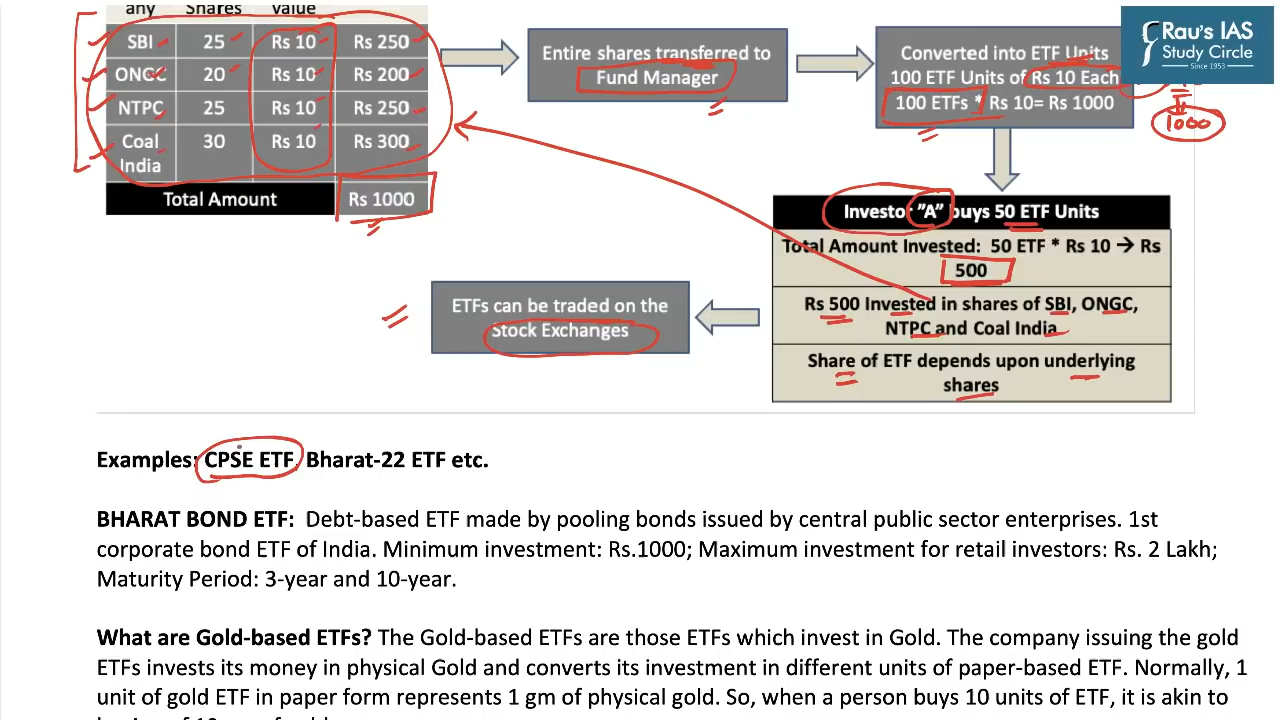 any Shares value
SBI 25 Rs 10 Rs 250
ONGC 20 Rs 10 Rs 200
NTPC 25 Rs 10 Rs 250
Coal India 30 Rs 10 Rs 300
Total Amount Rs 1000
Entire shares transferred to
Fund Manager
Converted into ETF Units
100 ETF Units of Rs 10 Each
100 ETFs * Rs 10= Rs 1000
Rau's IAS
Study Circle
Since 1953
1000
Investor "A" buys 50 ETF Units
Total Amount Invested: 50 ETF * Rs 10 → Rs
500
Rs 500 Invested in shares of SBI, ONGC,
NTPC and Coal India
Share of ETF depends upon underlying
shares
ETFs can be traded on the
Stock Exchanges
Examples: CPSE ETF, Bharat-22 ETF etc.
BHARAT BOND ETF: Debt-based ETF made by pooling bonds issued by central public sector enterprises. 1st
corporate bond ETF of India. Minimum investment: Rs.1000; Maximum investment for retail investors: Rs. 2 Lakh;
Maturity Period: 3-year and 10-year.
What are Gold-based ETFs? The Gold-based ETFs are those ETFs which invest in Gold. The company issuing the gold
ETFs invests its money in physical Gold and converts its investment in different units of paper-based ETF. Normally, 1
unit of gold ETF in paper form represents 1 gm of physical gold. So, when a person buys 10 units of ETF, it is akin to